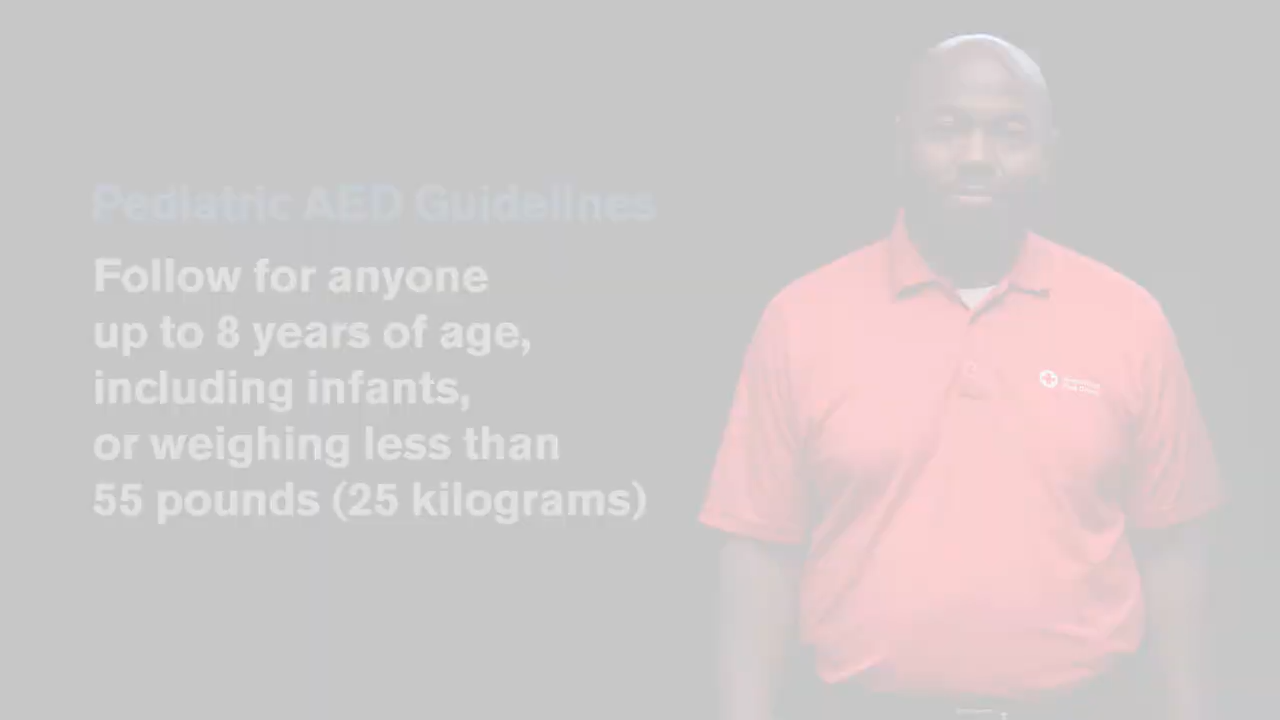 Pediatric AED Guidelines
Follow for anyone
up to 8 years of age,
including infants,
or weighing less than
55 pounds (25 kilograms)